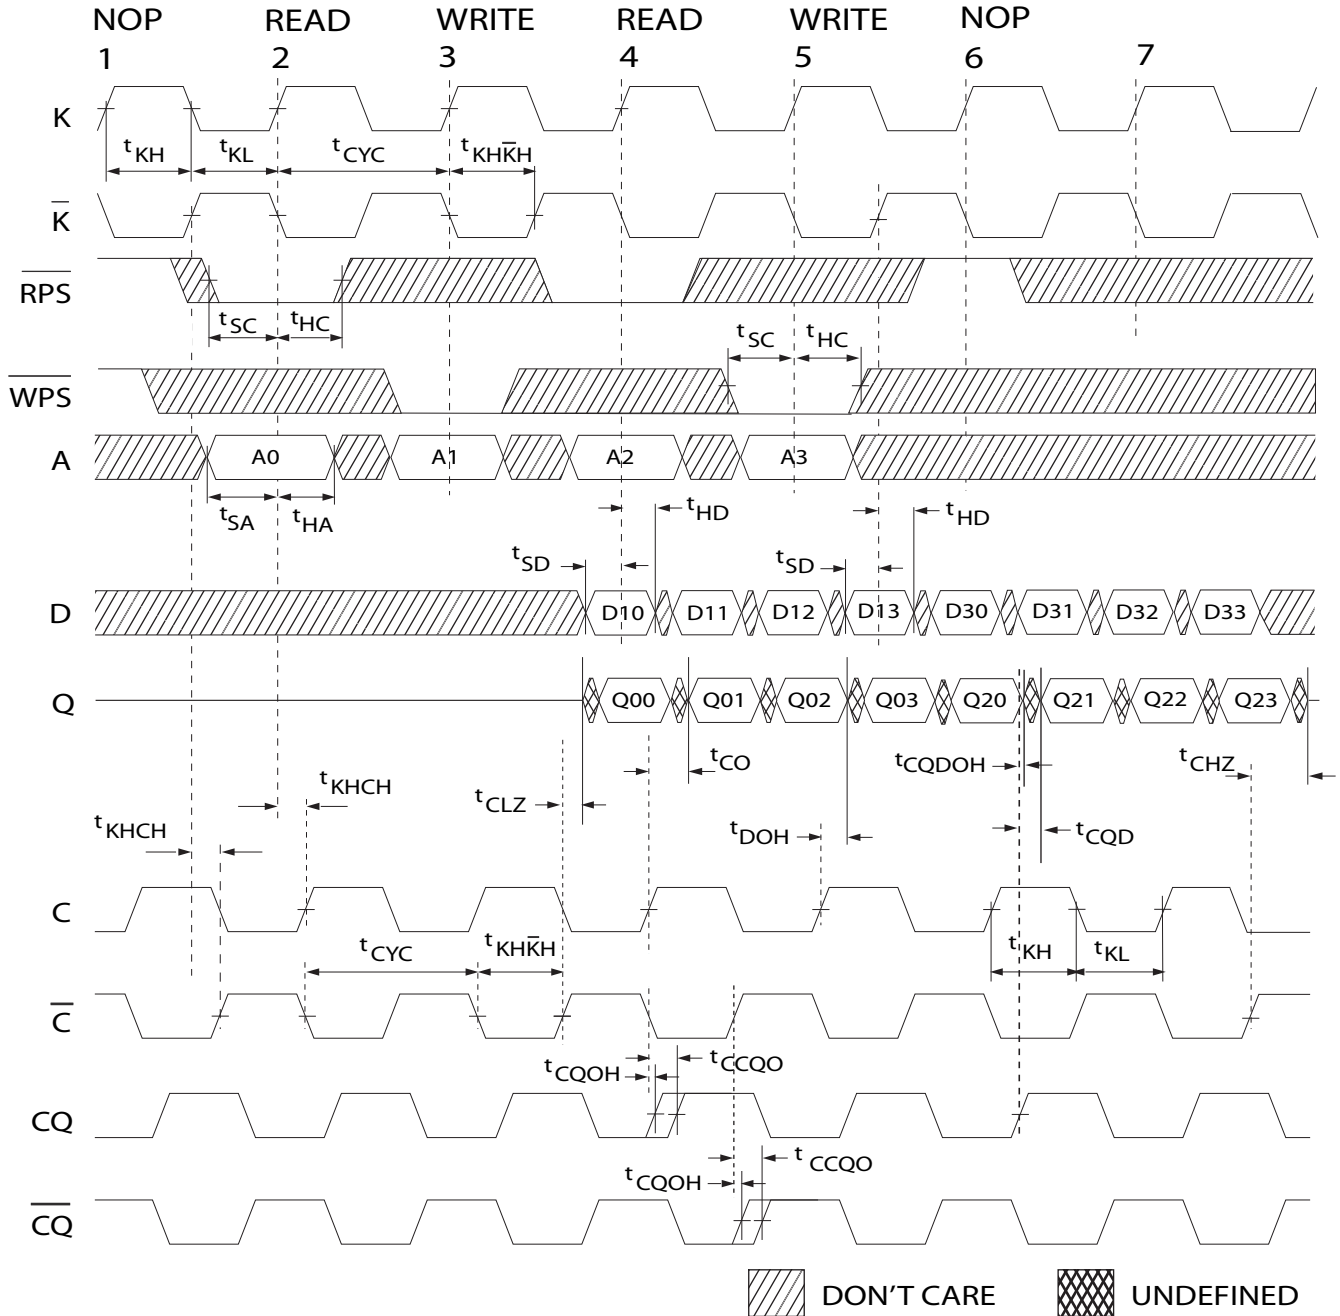 NOP READ WRITE READ WRITE NOP
1 2 3 4 5 6 7
K
tKH tKL tCYC tKHK̅H
K̅
R̅P̅S̅
tSC tHC
tSC tHC
W̅P̅S̅
A A0 A1 A2 A3
tSA tHA
tHD tHD
tSD tSD
D D10 D11 D12 D13 D30 D31 D32 D33
Q Q00 Q01 Q02 Q03 Q20 Q21 Q22 Q23
tCO tCQDOH tCHZ
tKHCH tCLZ
tKHCH tDOH tCQD
C
tCYC tKHK̅H tKH tKL
C̅
tCQOH tCCQO
CQ
tCQOH tCCQO
C̅Q̅
DON'T CARE UNDEFINED